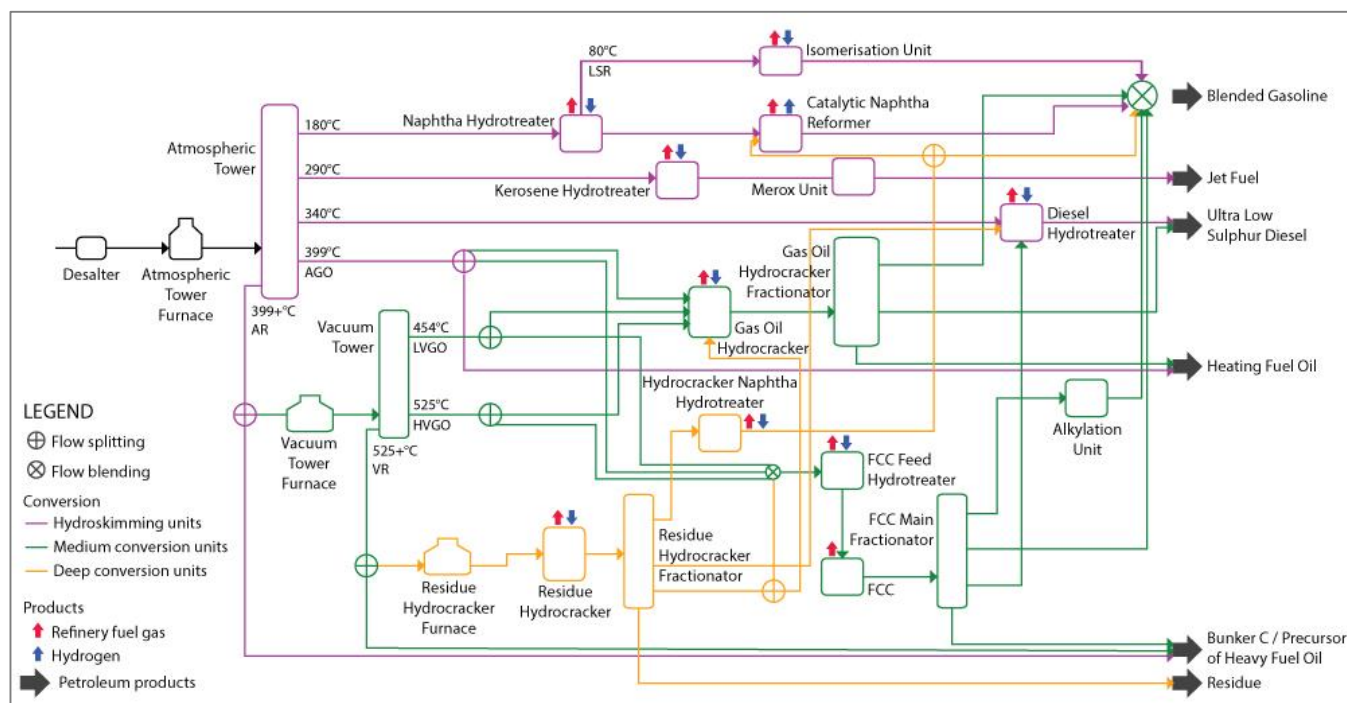 80°C
LSR
Isomerisation Unit
Blended Gasoline
180°C
Naphtha Hydrotreater
Catalytic Naphtha
Reformer
Atmospheric
Tower
290°C
Kerosene Hydrotreater
Merox Unit
Jet Fuel
340°C
Diesel
Hydrotreater
Ultra Low
Sulphur Diesel
399°C
AGO
Desalter
Atmospheric
Tower
Furnace
399+°C
AR
Gas Oil
Hydrocracker
Fractionator
Vacuum
Tower
454°C
LVGO
Gas Oil
Hydrocracker
Heating Fuel Oil
Hydrocracker Naphtha
Hydrotreater
525°C
HVGO
Alkylation
Unit
Vacuum
Tower
Furnace
525+°C
VR
FCC Feed
Hydrotreater
FCC Main
Fractionator
Residue
Hydrocracker
Fractionator
Residue
Hydrocracker
Furnace
Residue
Hydrocracker
FCC
Bunker C / Precursor
of Heavy Fuel Oil
Residue
LEGEND
Flow splitting
Flow blending
Conversion
Hydroskimming units
Medium conversion units
Deep conversion units
Products
Refinery fuel gas
Hydrogen
Petroleum products